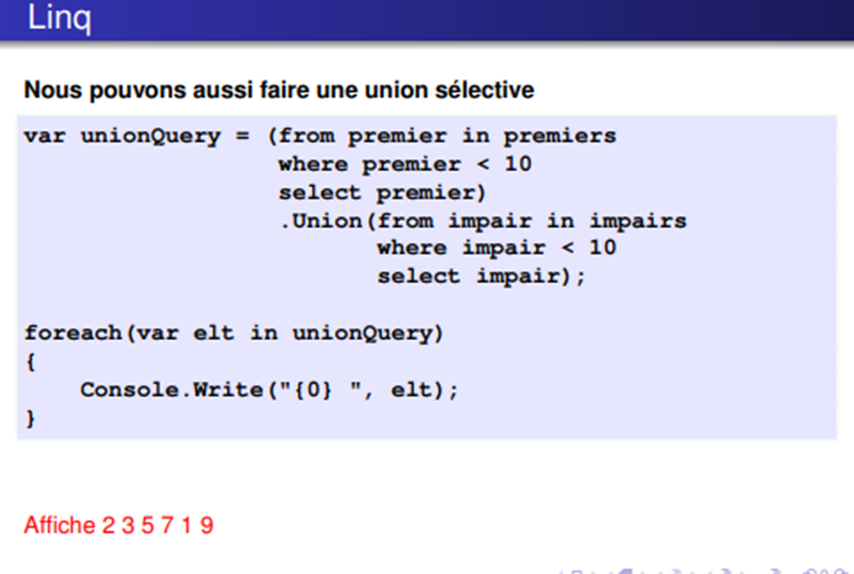 Linq
Nous pouvons aussi faire une union sélective
var unionQuery = (from premier in premiers
where premier < 10
select premier)
.Union(from impair in impairs
where impair < 10
select impair);
foreach(var elt in unionQuery)
{
Console.Write("{0} ", elt);
}
Affiche 2 3 5 7 1 9